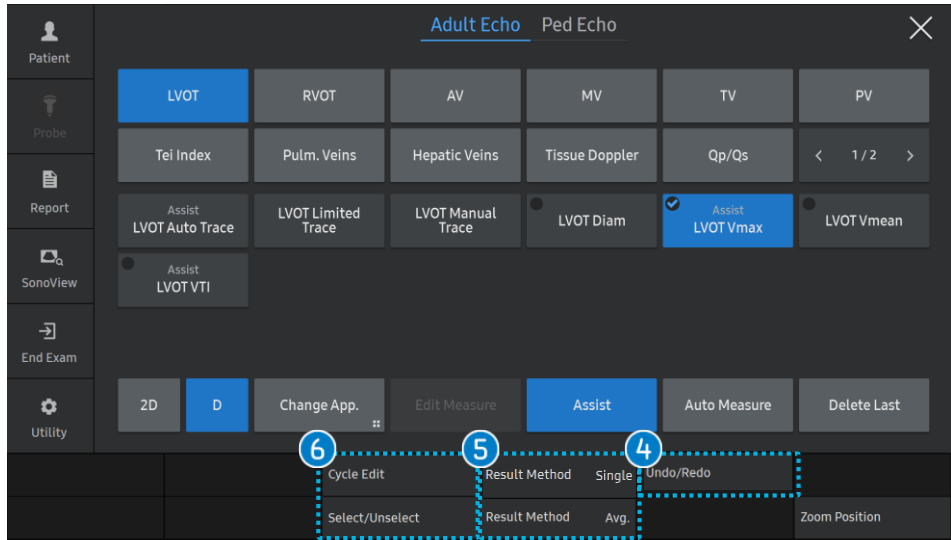 Adult Echo Ped Echo
Patient
Probe
Report
SonoView
End Exam
Utility
LVOT RVOT AV MV TV PV
Tei Index Pulm. Veins Hepatic Veins Tissue Doppler Qp/Qs < 1/2 >
Assist
LVOT Auto Trace
LVOT Limited
Trace
LVOT Manual
Trace
LVOT Diam
Assist
LVOT Vmax
LVOT Vmean
Assist
LVOT VTI
2D D Change App. Edit Measure Assist Auto Measure Delete Last
6 5 4
Cycle Edit Result Method Single Undo/Redo
Select/Unselect Result Method Avg. Zoom Position